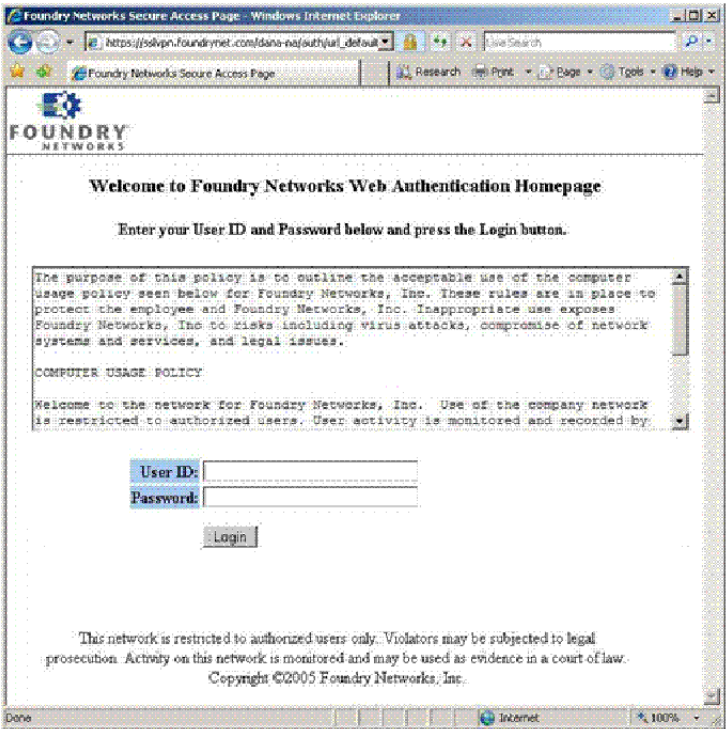 Foundry Networks Secure Access Page - Windows Internet Explorer
https://sslvpn.foundrynet.com/dana-na/auth/url_default
Live Search
Foundry Networks Secure Access Page
Research Print Page Tools Help
FOUNDRY
NETWORKS
Welcome to Foundry Networks Web Authentication Homepage
Enter your User ID and Password below and press the Login button.
The purpose of this policy is to outline the acceptable use of the computer
usage policy seen below for Foundry Networks, Inc. These rules are in place to
protect the employee and Foundry Networks, Inc. Inappropriate use exposes
Foundry Networks, Inc to risks including virus attacks, compromise of network
systems and services, and legal issues.
COMPUTER USAGE POLICY
Welcome to the network for Foundry Networks, Inc. Use of the company network
is restricted to authorized users. User activity is monitored and recorded by
User ID:
Password:
Login
This network is restricted to authorized users only. Violators may be subjected to legal
prosecution. Activity on this network is monitored and may be used as evidence in a court of law.
Copyright ©2005 Foundry Networks, Inc.
Done Internet 100%